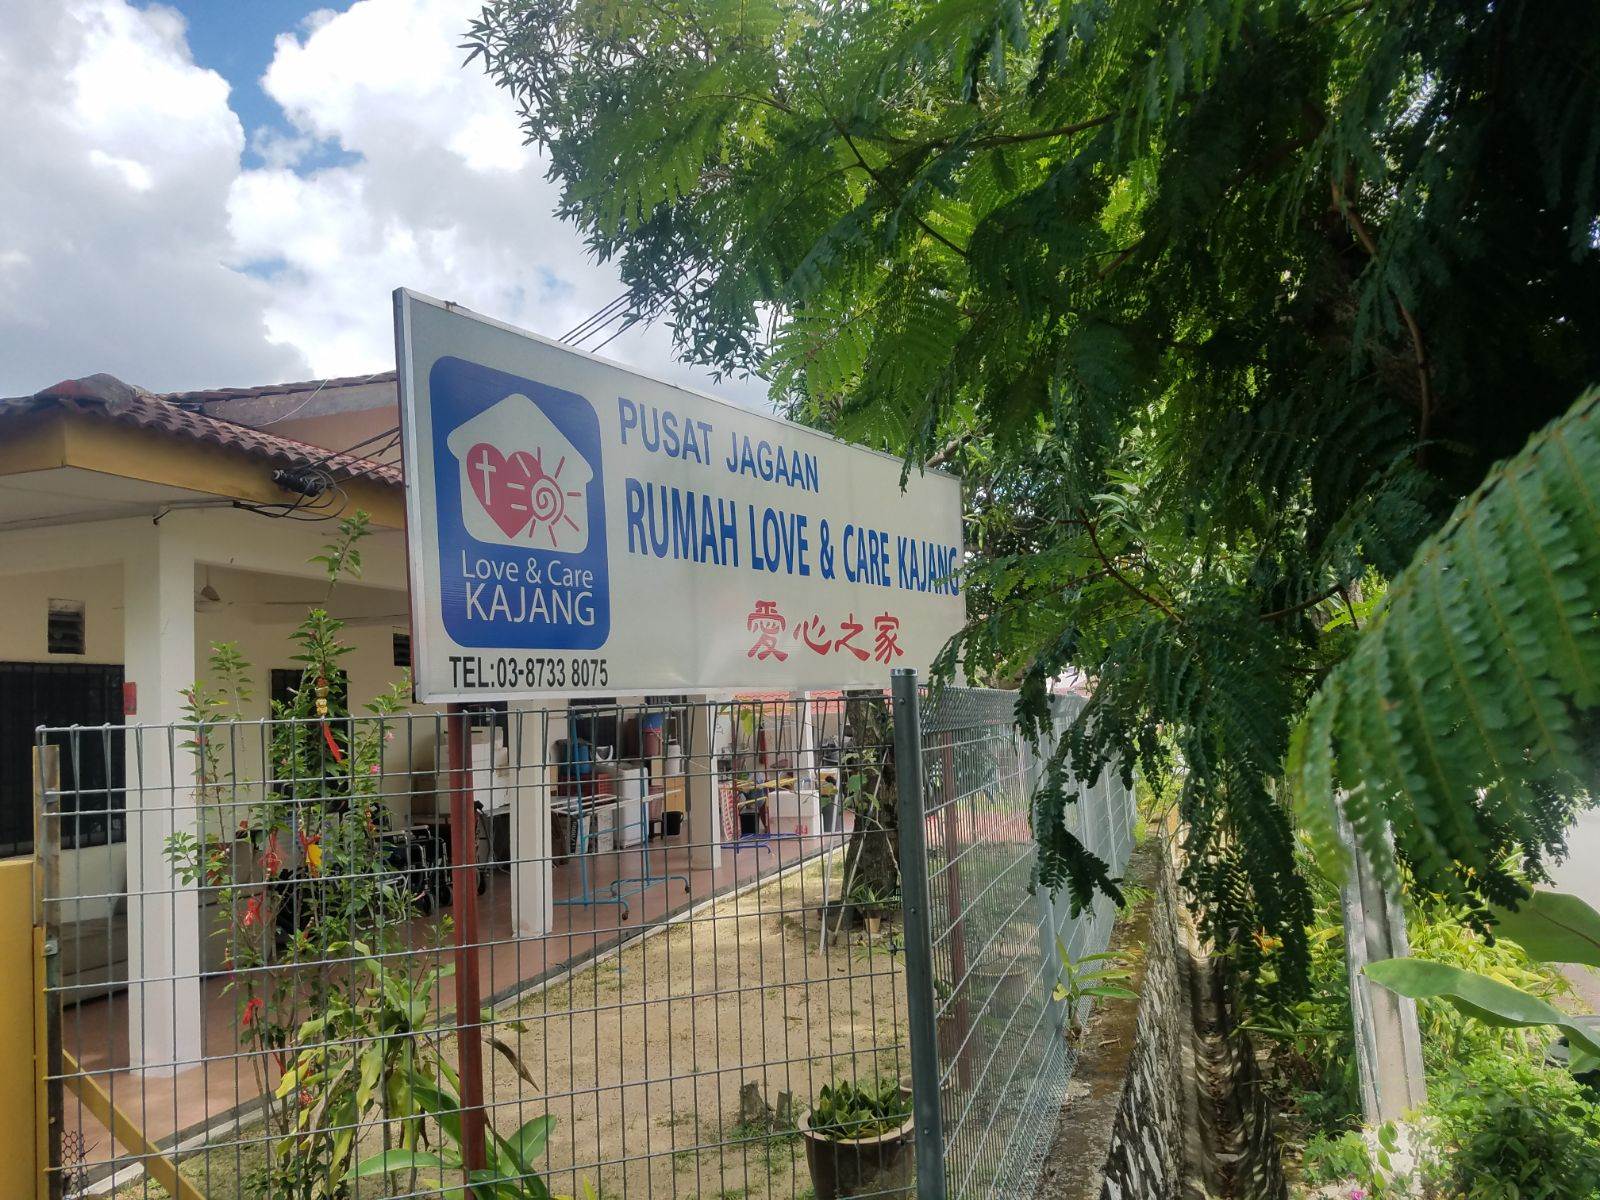 Love & Care
KAJANG
TEL:03-8733 8075
PUSAT JAGAAN
RUMAH LOVE & CARE KAJANG
愛心之家